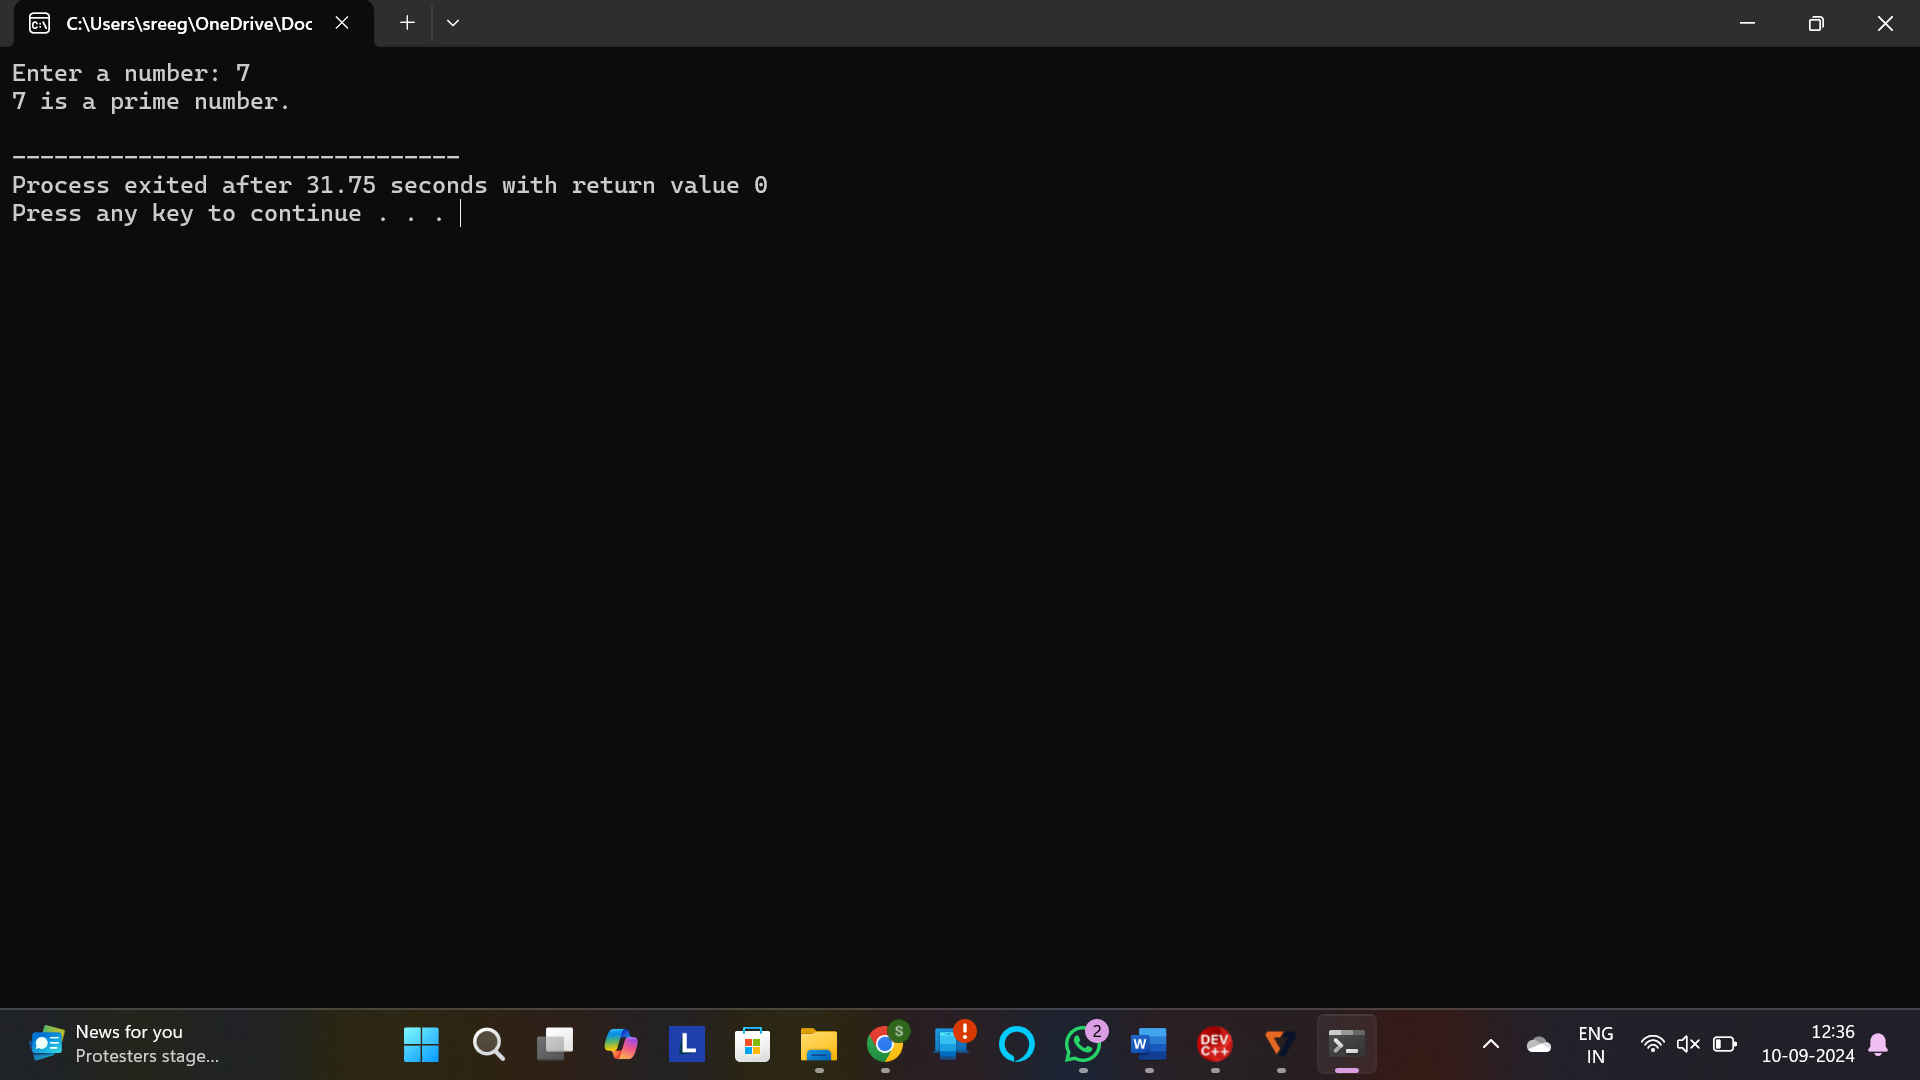 C:\Users\sreeg\OneDrive\Doc
Enter a number: 7
7 is a prime number.
--------------------------------
Process exited after 31.75 seconds with return value 0
Press any key to continue . . .
News for you
Protesters stage...
L
S
!
2
W
DEV
C++
ENG
IN
12:36
10-09-2024